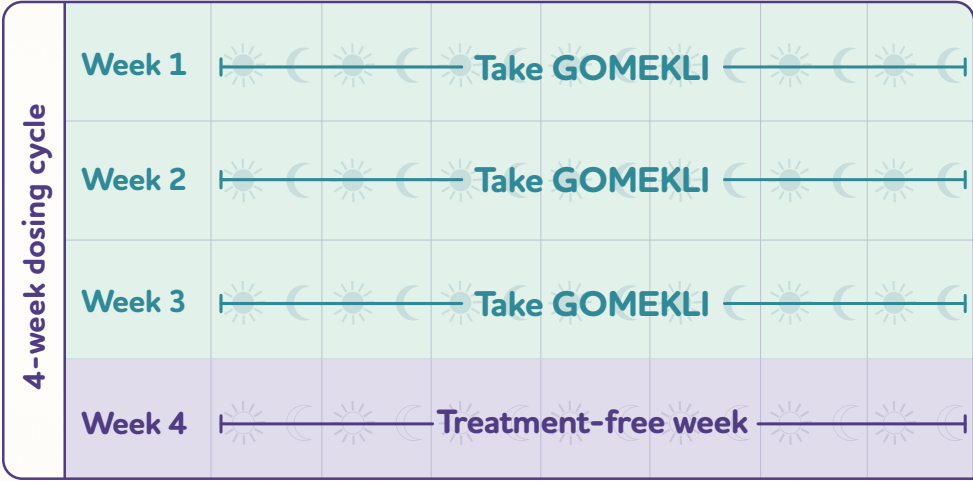 4-week dosing cycle
Week 1
Take GOMEKLI
Week 2
Take GOMEKLI
Week 3
Take GOMEKLI
Week 4
Treatment-free week